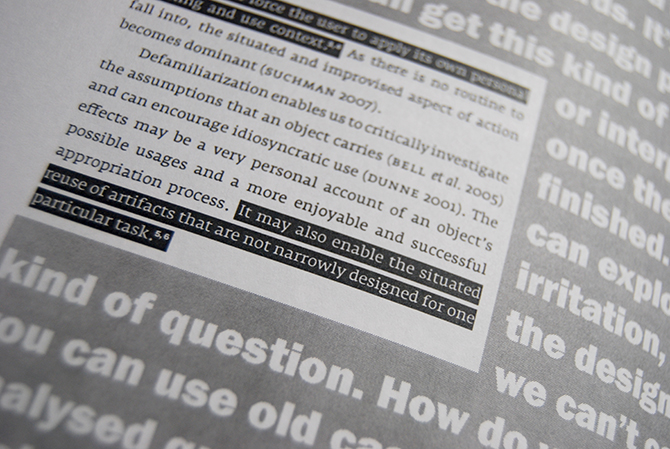 force the user to apply its own personal
and use context.
fall into, the situated and improvised aspect of action
As there is no routine to
becomes dominant (SUCHMAN 2007).
Defamiliarization enables us to critically investigate
the assumptions that an object carries (BELL et al. 2005)
and can encourage idiosyncratic use (DUNNE 2001). The
effects may be a very personal account of an object's
possible usages and a more enjoyable and successful
appropriation process. It may also enable the situated
reuse of artifacts that are not narrowly designed for one
particular task.5,6
the design
get this kind of
or
once
finished.
can
irritation,
the design
we can't
kind of question. How do
you can use old